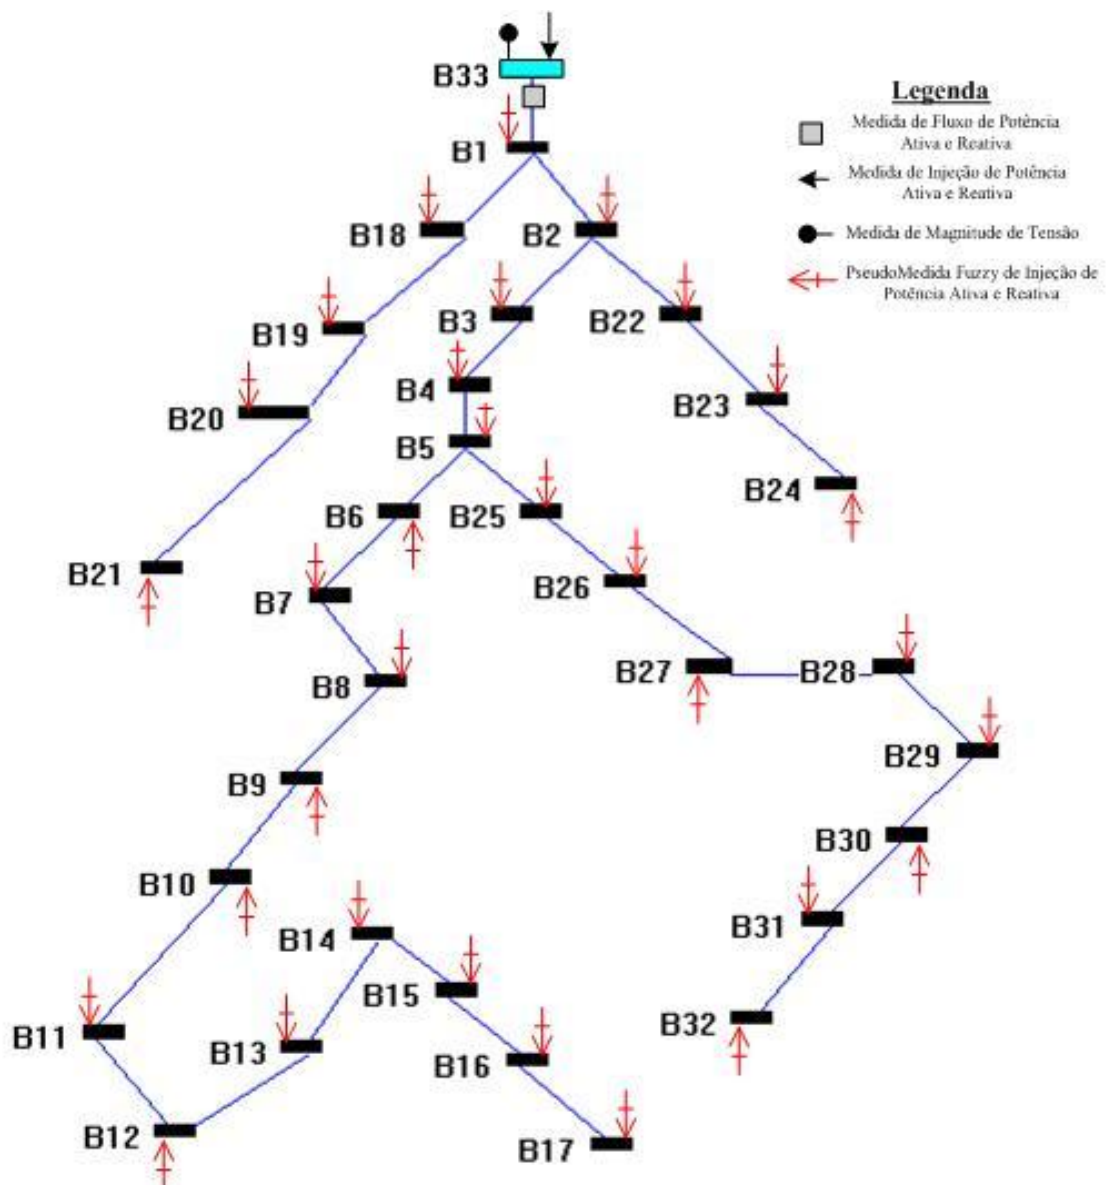 B33
Legenda
Medida de Fluxo de Potência
Ativa e Reativa
B1
Medida de Injeção de Potência
Ativa e Reativa
B18
B2
Medida de Magnitude de Tensão
PseudoMedida Fuzzy de Injeção de
Potência Ativa e Reativa
B3
B22
B19
B4
B23
B20
B5
B24
B6
B25
B21
B7
B26
B8
B27
B28
B29
B9
B30
B10
B31
B14
B15
B32
B11
B13
B16
B12
B17